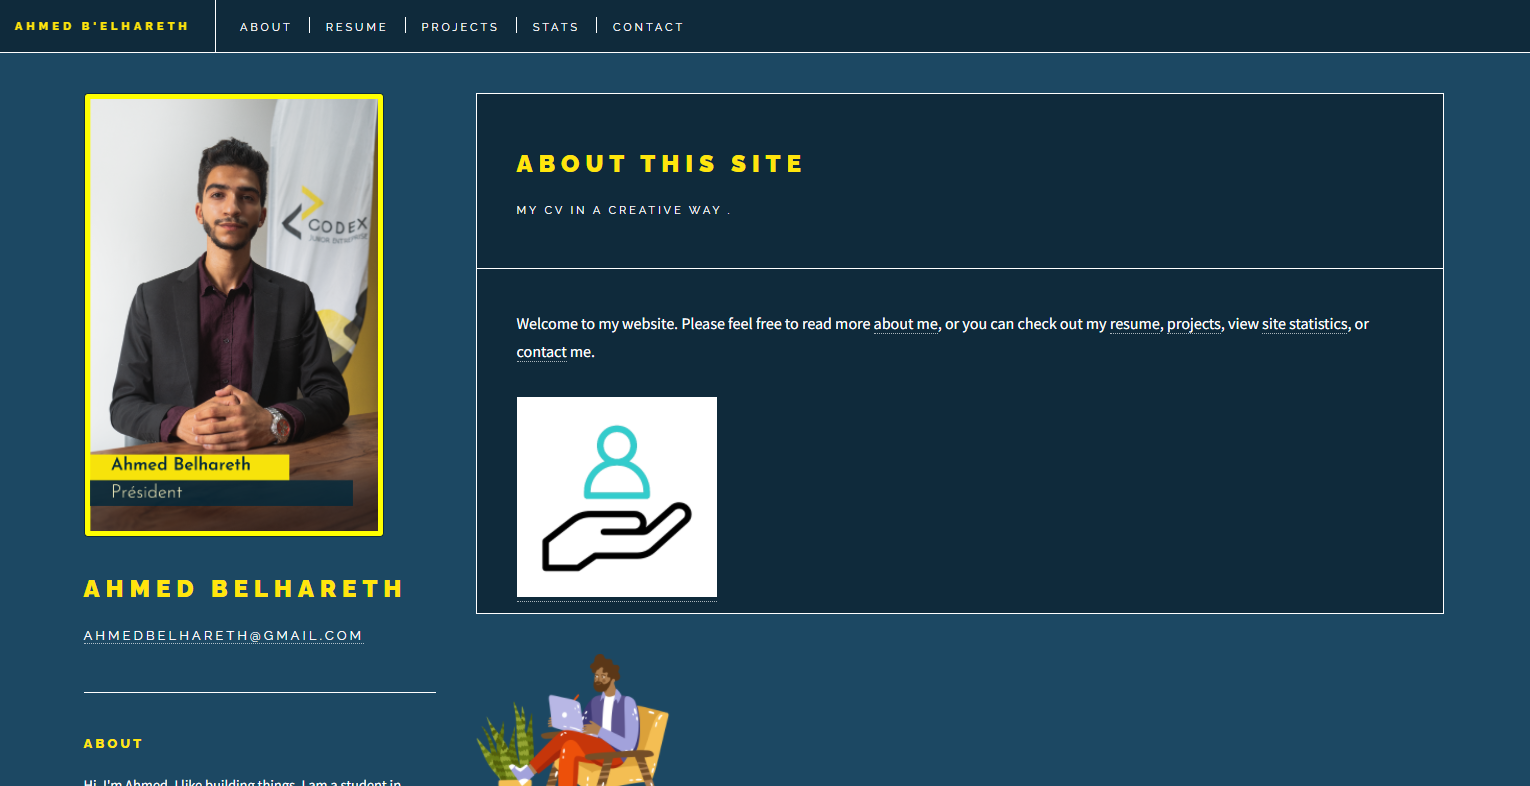 AHMED B'ELHARETH
ABOUT
RESUME
PROJECTS
STATS
CONTACT
CODEX
JUNIOR ENTREPRISE
Ahmed Belhareth
Président
AHMED BELHARETH
AHMEDBELHARETH@GMAIL.COM
ABOUT
Hi, I'm Ahmed. I like building things. I am a student in
ABOUT THIS SITE
MY CV IN A CREATIVE WAY .
Welcome to my website. Please feel free to read more about me, or you can check out my resume, projects, view site statistics, or
contact me.